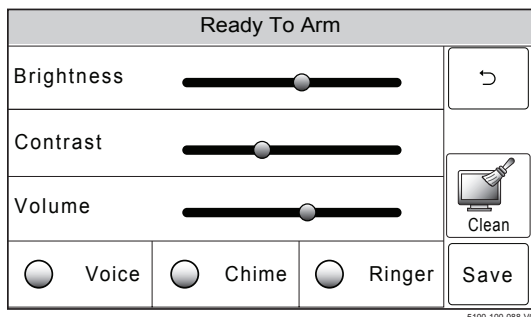 Ready To Arm
Brightness
Contrast
Volume
Clean
Voice
Chime
Ringer
Save